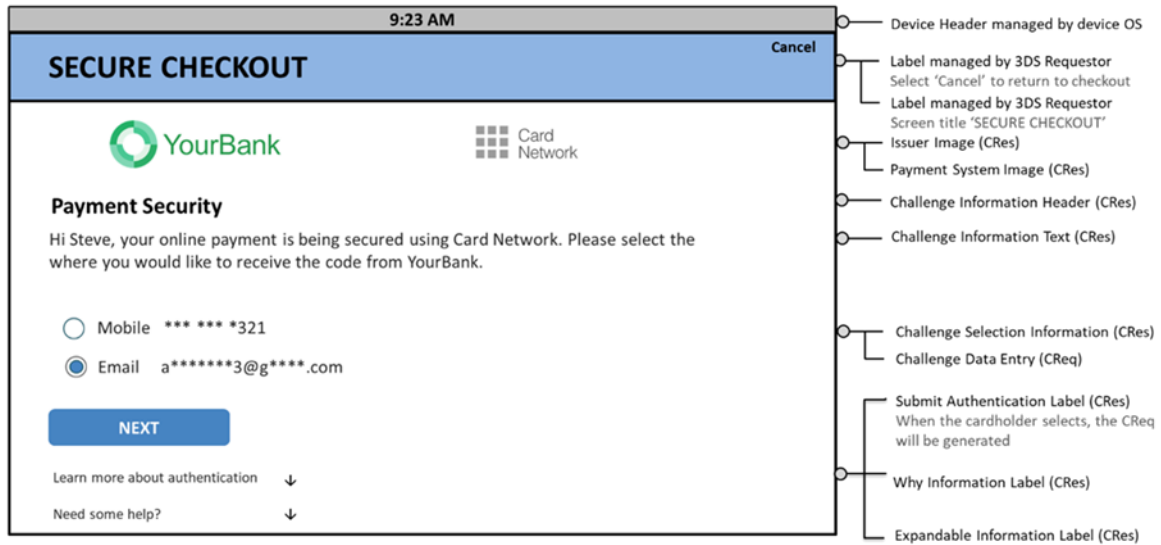 9:23 AM
Cancel
SECURE CHECKOUT
YourBank
Card
Network
Payment Security
Hi Steve, your online payment is being secured using Card Network. Please select the
where you would like to receive the code from YourBank.
Mobile *** *** *321
Email a*******3@g****.com
NEXT
Learn more about authentication
Need some help?
Device Header managed by device OS
Label managed by 3DS Requestor
Select ‘Cancel’ to return to checkout
Label managed by 3DS Requestor
Screen title ‘SECURE CHECKOUT’
Issuer Image (CRes)
Payment System Image (CRes)
Challenge Information Header (CRes)
Challenge Information Text (CRes)
Challenge Selection Information (CRes)
Challenge Data Entry (CReq)
Submit Authentication Label (CRes)
When the cardholder selects, the CReq
will be generated
Why Information Label (CRes)
Expandable Information Label (CRes)